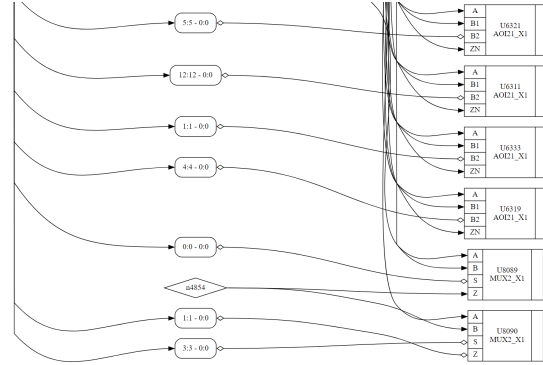 5:5 - 0:0
12:12 - 0:0
1:1 - 0:0
4:4 - 0:0
0:0 - 0:0
n4854
1:1 - 0:0
3:3 - 0:0
A
B1
B2
ZN
U6321
AOI21_X1
A
B1
B2
ZN
U6311
AOI21_X1
A
B1
B2
ZN
U6333
AOI21_X1
A
B1
B2
ZN
U6319
AOI21_X1
A
B
S
Z
U8089
MUX2_X1
A
B
S
Z
U8090
MUX2_X1